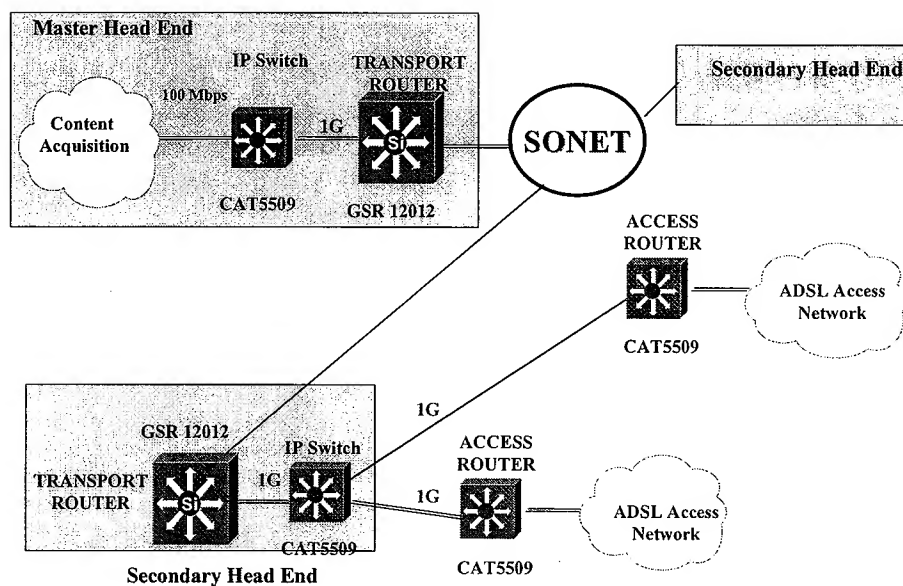 Master Head End
IP Switch
TRANSPORT
ROUTER
100 Mbps
Content
Acquisition
1G
Si
CAT5509
GSR 12012
SONET
Secondary Head End
ACCESS
ROUTER
ADSL Access
Network
CAT5509
1G
GSR 12012
IP Switch
TRANSPORT
ROUTER
1G
Si
CAT5509
Secondary Head End
ACCESS
ROUTER
1G
ADSL Access
Network
CAT5509